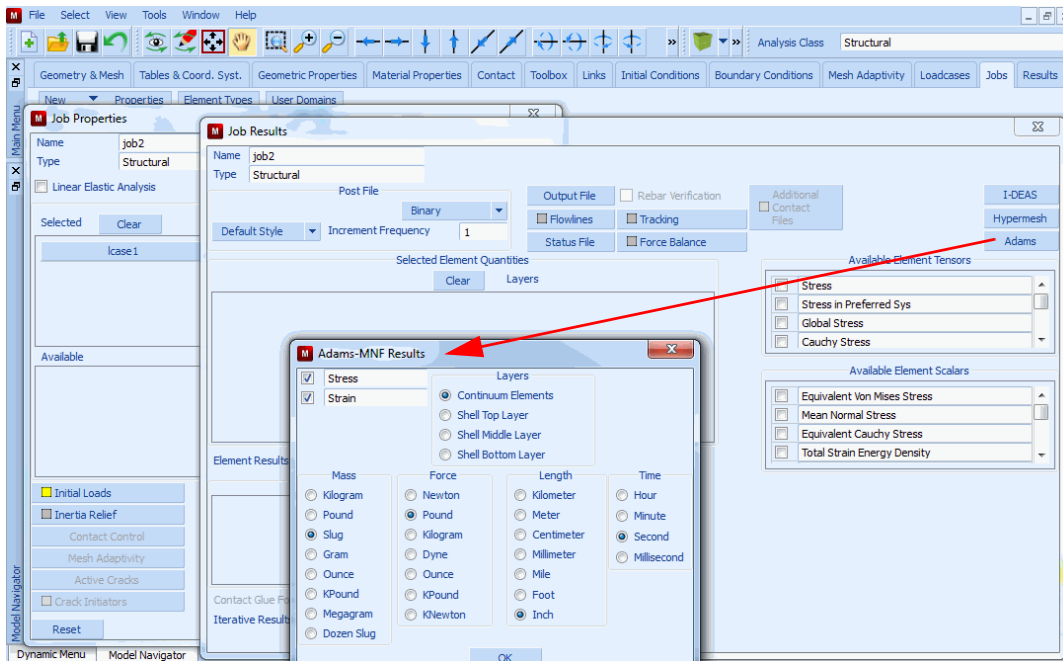 File Select View Tools Window Help
Analysis Class Structural
Geometry & Mesh Tables & Coord. Syst. Geometric Properties Material Properties Contact Toolbox Links Initial Conditions Boundary Conditions Mesh Adaptivity Loadcases Jobs Results
New Properties Element Types User Domains
Main Menu
Job Properties
Name job2
Type Structural
Linear Elastic Analysis
Selected Clear
lcase1
Available
Initial Loads
Inertia Relief
Contact Control
Mesh Adaptivity
Active Cracks
Crack Initiators
Reset
Model Navigator
Dynamic Menu Model Navigator
Job Results
Name job2
Type Structural
Post File
Binary
Default Style Increment Frequency 1
Output File Rebar Verification
Flowlines Tracking
Status File Force Balance
Additional
Contact
Files
I-DEAS
Hypermesh
Adams
Selected Element Quantities
Clear Layers
Element Results
Contact Glue Fo
Iterative Result
Available Element Tensors
Stress
Stress in Preferred Sys
Global Stress
Cauchy Stress
Available Element Scalars
Equivalent Von Mises Stress
Mean Normal Stress
Equivalent Cauchy Stress
Total Strain Energy Density
Adams-MNF Results
Stress
Strain
Layers
Continuum Elements
Shell Top Layer
Shell Middle Layer
Shell Bottom Layer
Mass
Kilogram
Pound
Slug
Gram
Ounce
KPound
Megagram
Dozen Slug
Force
Newton
Pound
Kilogram
Dyne
Ounce
KPound
KNewton
Length
Kilometer
Meter
Centimeter
Millimeter
Mile
Foot
Inch
Time
Hour
Minute
Second
Millisecond
OK